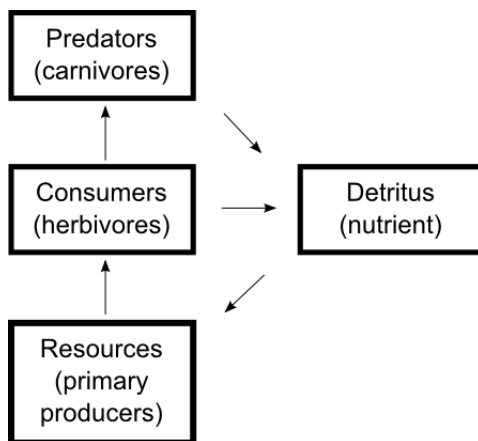 Predators
(carnivores)
Consumers
(herbivores)
Detritus
(nutrient)
Resources
(primary
producers)